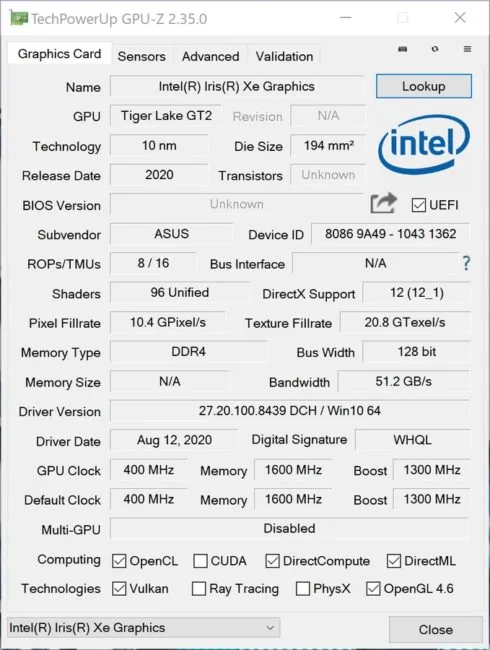 TechPowerUp GPU-Z 2.35.0
Graphics Card Sensors Advanced Validation
Name Intel(R) Iris(R) Xe Graphics Lookup
GPU Tiger Lake GT2 Revision N/A
intel
Technology 10 nm Die Size 194 mm²
Release Date 2020 Transistors Unknown
BIOS Version Unknown UEFI
Subvendor ASUS Device ID 8086 9A49 - 1043 1362
ROPs/TMUs 8 / 16 Bus Interface N/A ?
Shaders 96 Unified DirectX Support 12 (12_1)
Pixel Fillrate 10.4 GPixel/s Texture Fillrate 20.8 GTexel/s
Memory Type DDR4 Bus Width 128 bit
Memory Size N/A Bandwidth 51.2 GB/s
Driver Version 27.20.100.8439 DCH / Win10 64
Driver Date Aug 12, 2020 Digital Signature WHQL
GPU Clock 400 MHz Memory 1600 MHz Boost 1300 MHz
Default Clock 400 MHz Memory 1600 MHz Boost 1300 MHz
Multi-GPU Disabled
Computing OpenCL CUDA DirectCompute DirectML
Technologies Vulkan Ray Tracing PhysX OpenGL 4.6
Intel(R) Iris(R) Xe Graphics Close